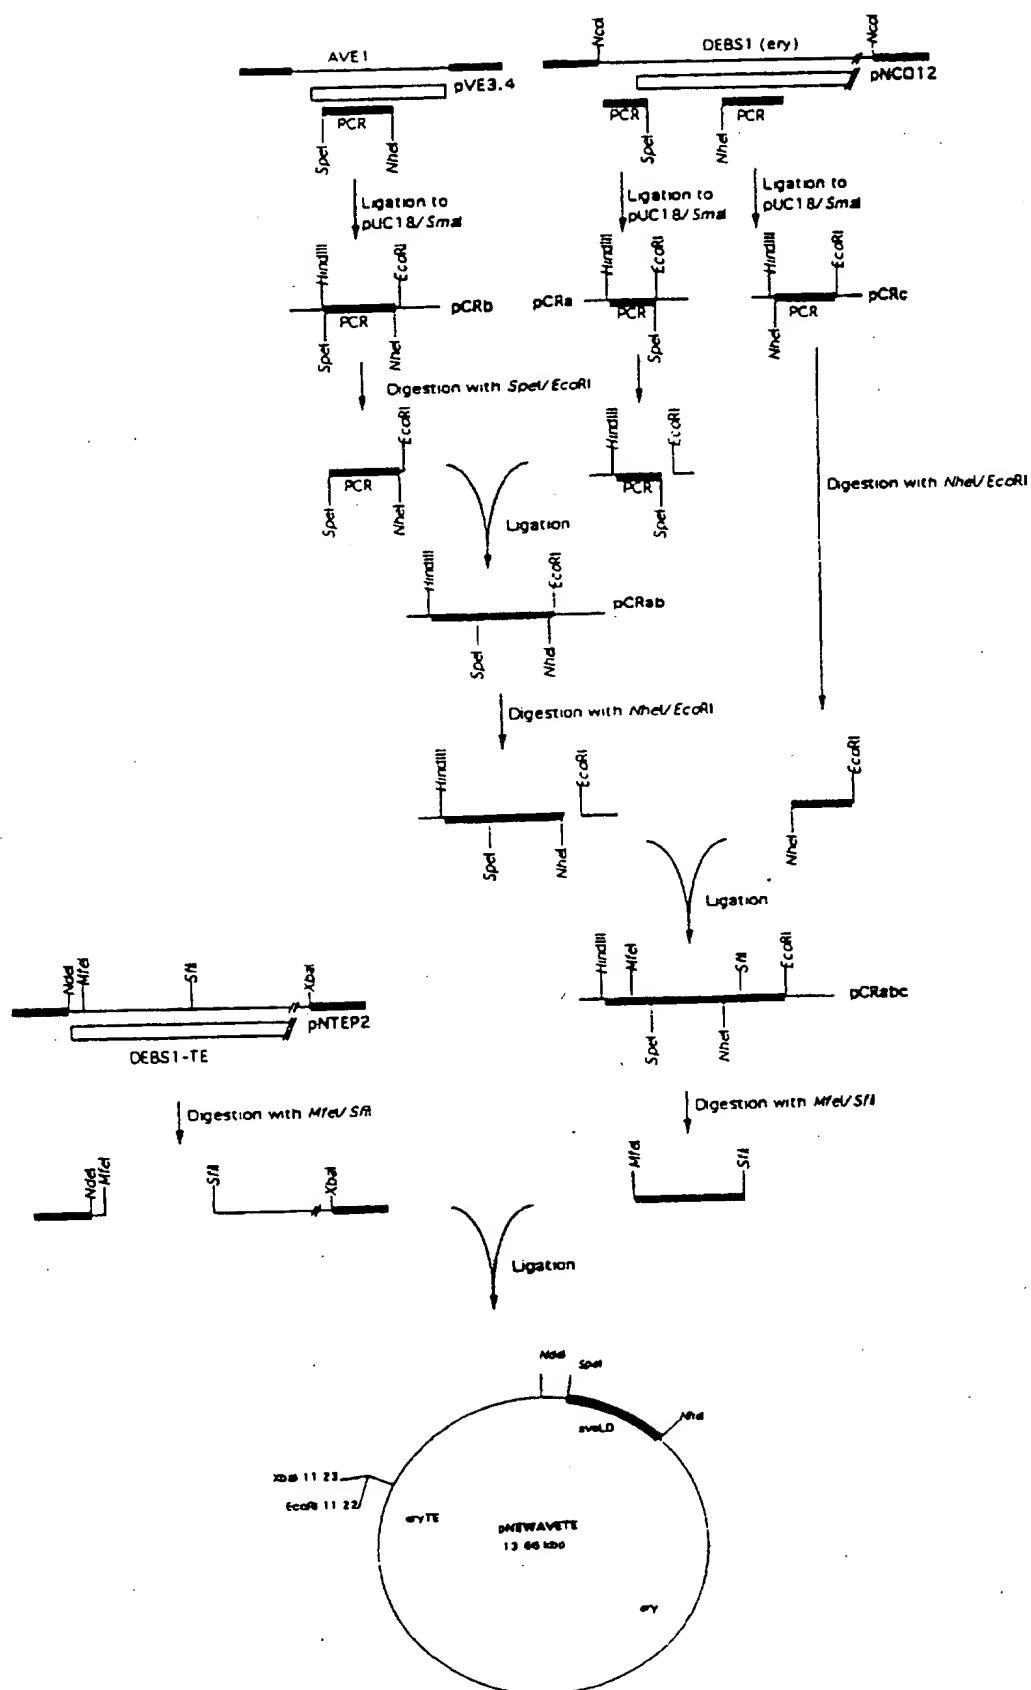 NcoI
NcoI
AVE1
DEBS1 (ery)
pVE3.4
pNCO12
PCR
PCR
PCR
SpeI
NheI
SpeI
NheI
Ligation to
pUC18/SmaI
Ligation to
pUC18/SmaI
Ligation to
pUC18/SmaI
HindIII
EcoRI
HindIII
EcoRI
HindIII
EcoRI
pCRb
pCRa
pCRc
PCR
PCR
PCR
SpeI
NheI
SpeI
NheI
Digestion with SpeI/EcoRI
EcoRI
HindIII
EcoRI
PCR
PCR
SpeI
NheI
SpeI
Digestion with NheI/EcoRI
Ligation
HindIII
EcoRI
pCRab
SpeI
NheI
Digestion with NheI/EcoRI
HindIII
EcoRI
EcoRI
SpeI
NheI
NheI
Ligation
HindIII
MfeI
SfiI
EcoRI
pCRabc
SpeI
NheI
NdeI
MfeI
SfiI
XbaI
pNTEP2
DEBS1-TE
Digestion with MfeI/SfiI
Digestion with MfeI/SfiI
NdeI
MfeI
SfiI
XbaI
MfeI
SfiI
Ligation
NdeI
SpeI
NheI
aveLD
XbaI 11 23
EcoRI 11 22
eryTE
pNEWAVETE
13 66 kbp
ery